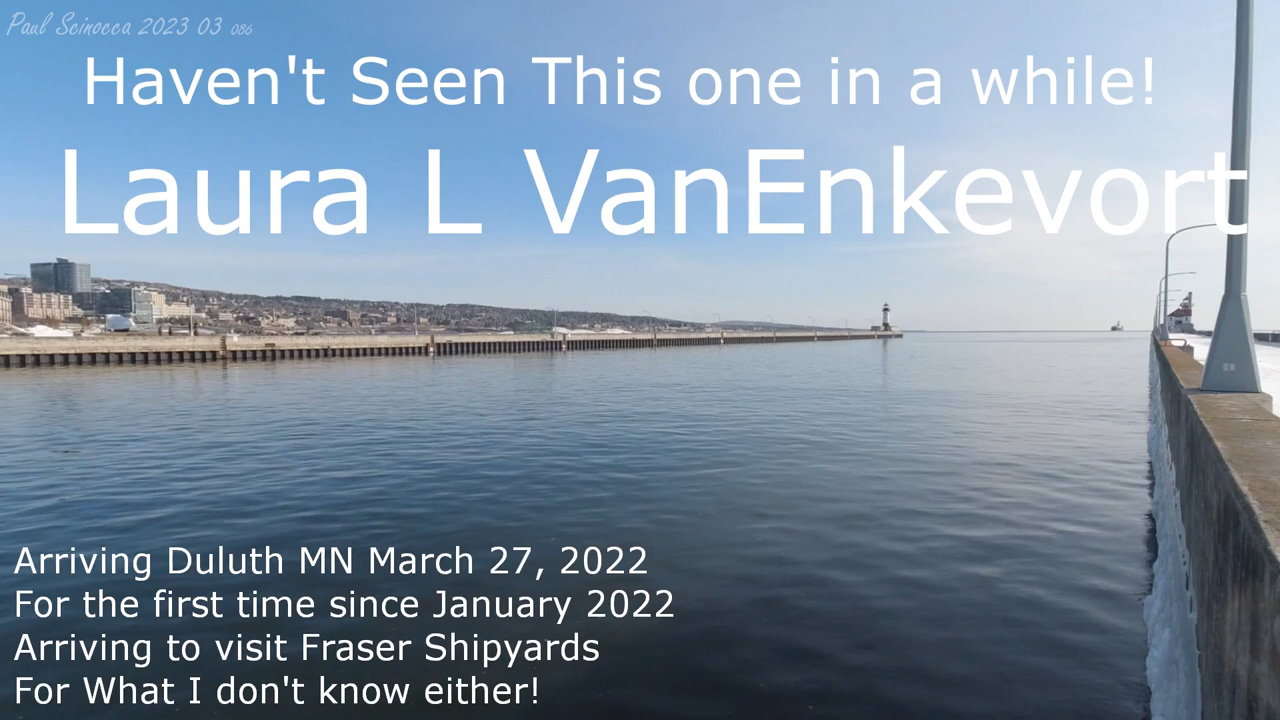 Paul Scinocca 2023 03 086
Haven't Seen This one in a while!
Laura L VanEnkevort
Arriving Duluth MN March 27, 2022
For the first time since January 2022
Arriving to visit Fraser Shipyards
For What I don't know either!